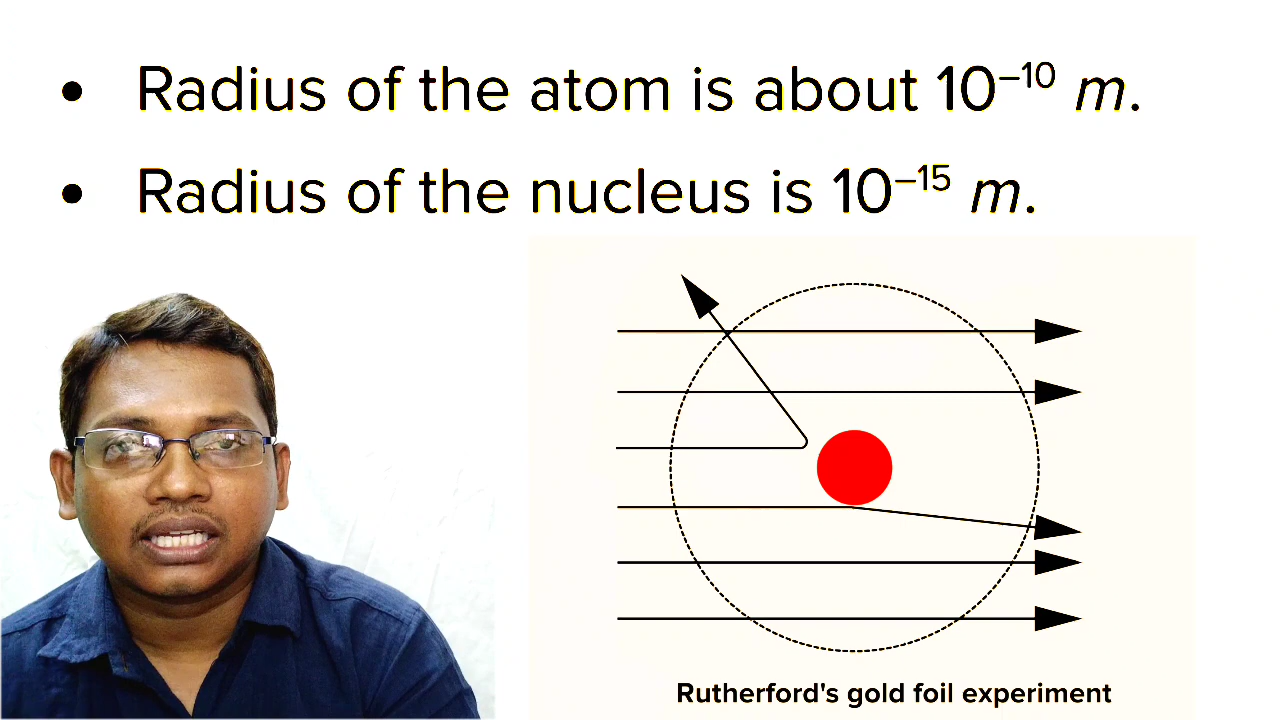 • Radius of the atom is about 10⁻¹⁰ m.
• Radius of the nucleus is 10⁻¹⁵ m.
Rutherford's gold foil experiment